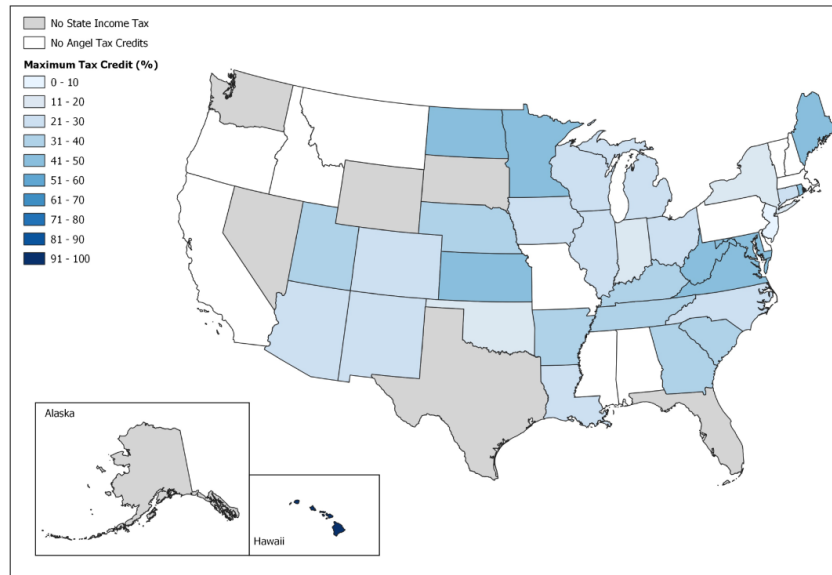 No State Income Tax
No Angel Tax Credits
Maximum Tax Credit (%)
0 - 10
11 - 20
21 - 30
31 - 40
41 - 50
51 - 60
61 - 70
71 - 80
81 - 90
91 - 100
Alaska
Hawaii